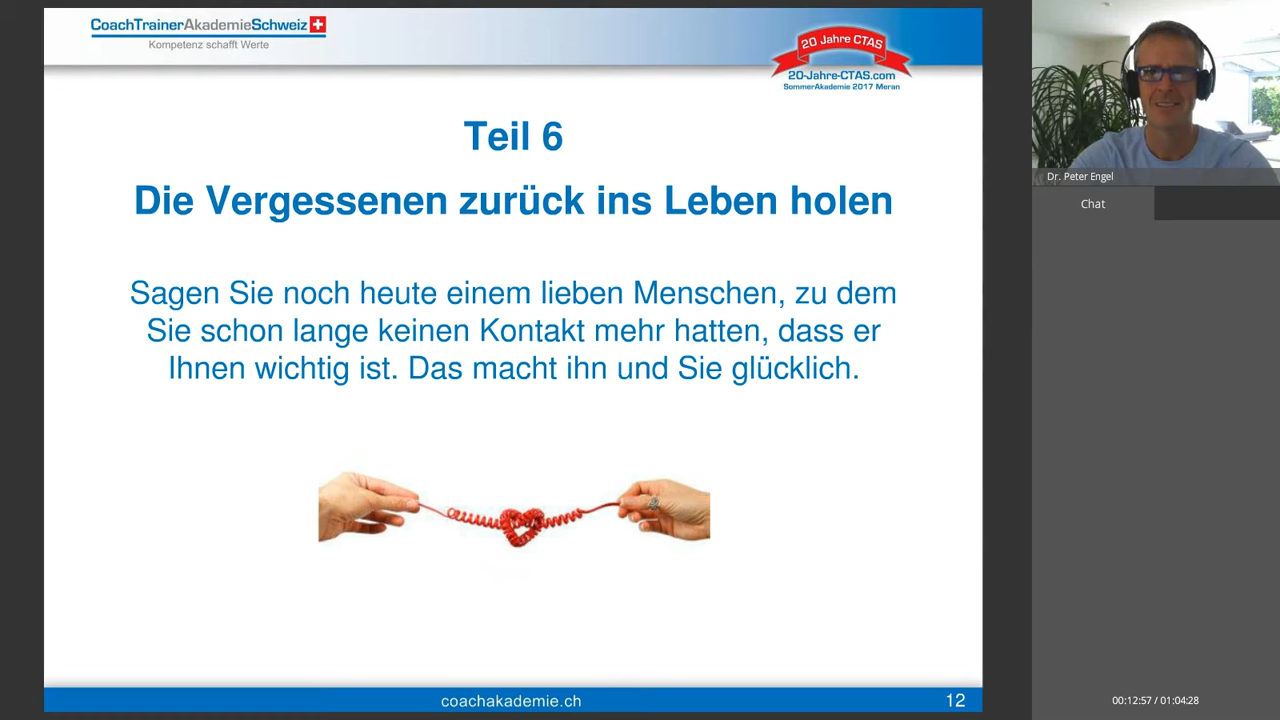 CoachTrainerAkademieSchweiz
Kompetenz schafft Werte
20 Jahre CTAS
20-Jahre-CTAS.com
SommerAkademie 2017 Meran
Teil 6
Die Vergessenen zurück ins Leben holen
Sagen Sie noch heute einem lieben Menschen, zu dem
Sie schon lange keinen Kontakt mehr hatten, dass er
Ihnen wichtig ist. Das macht ihn und Sie glücklich.
coachakademie.ch
12
Dr. Peter Engel
Chat
00:12:57 / 01:04:28